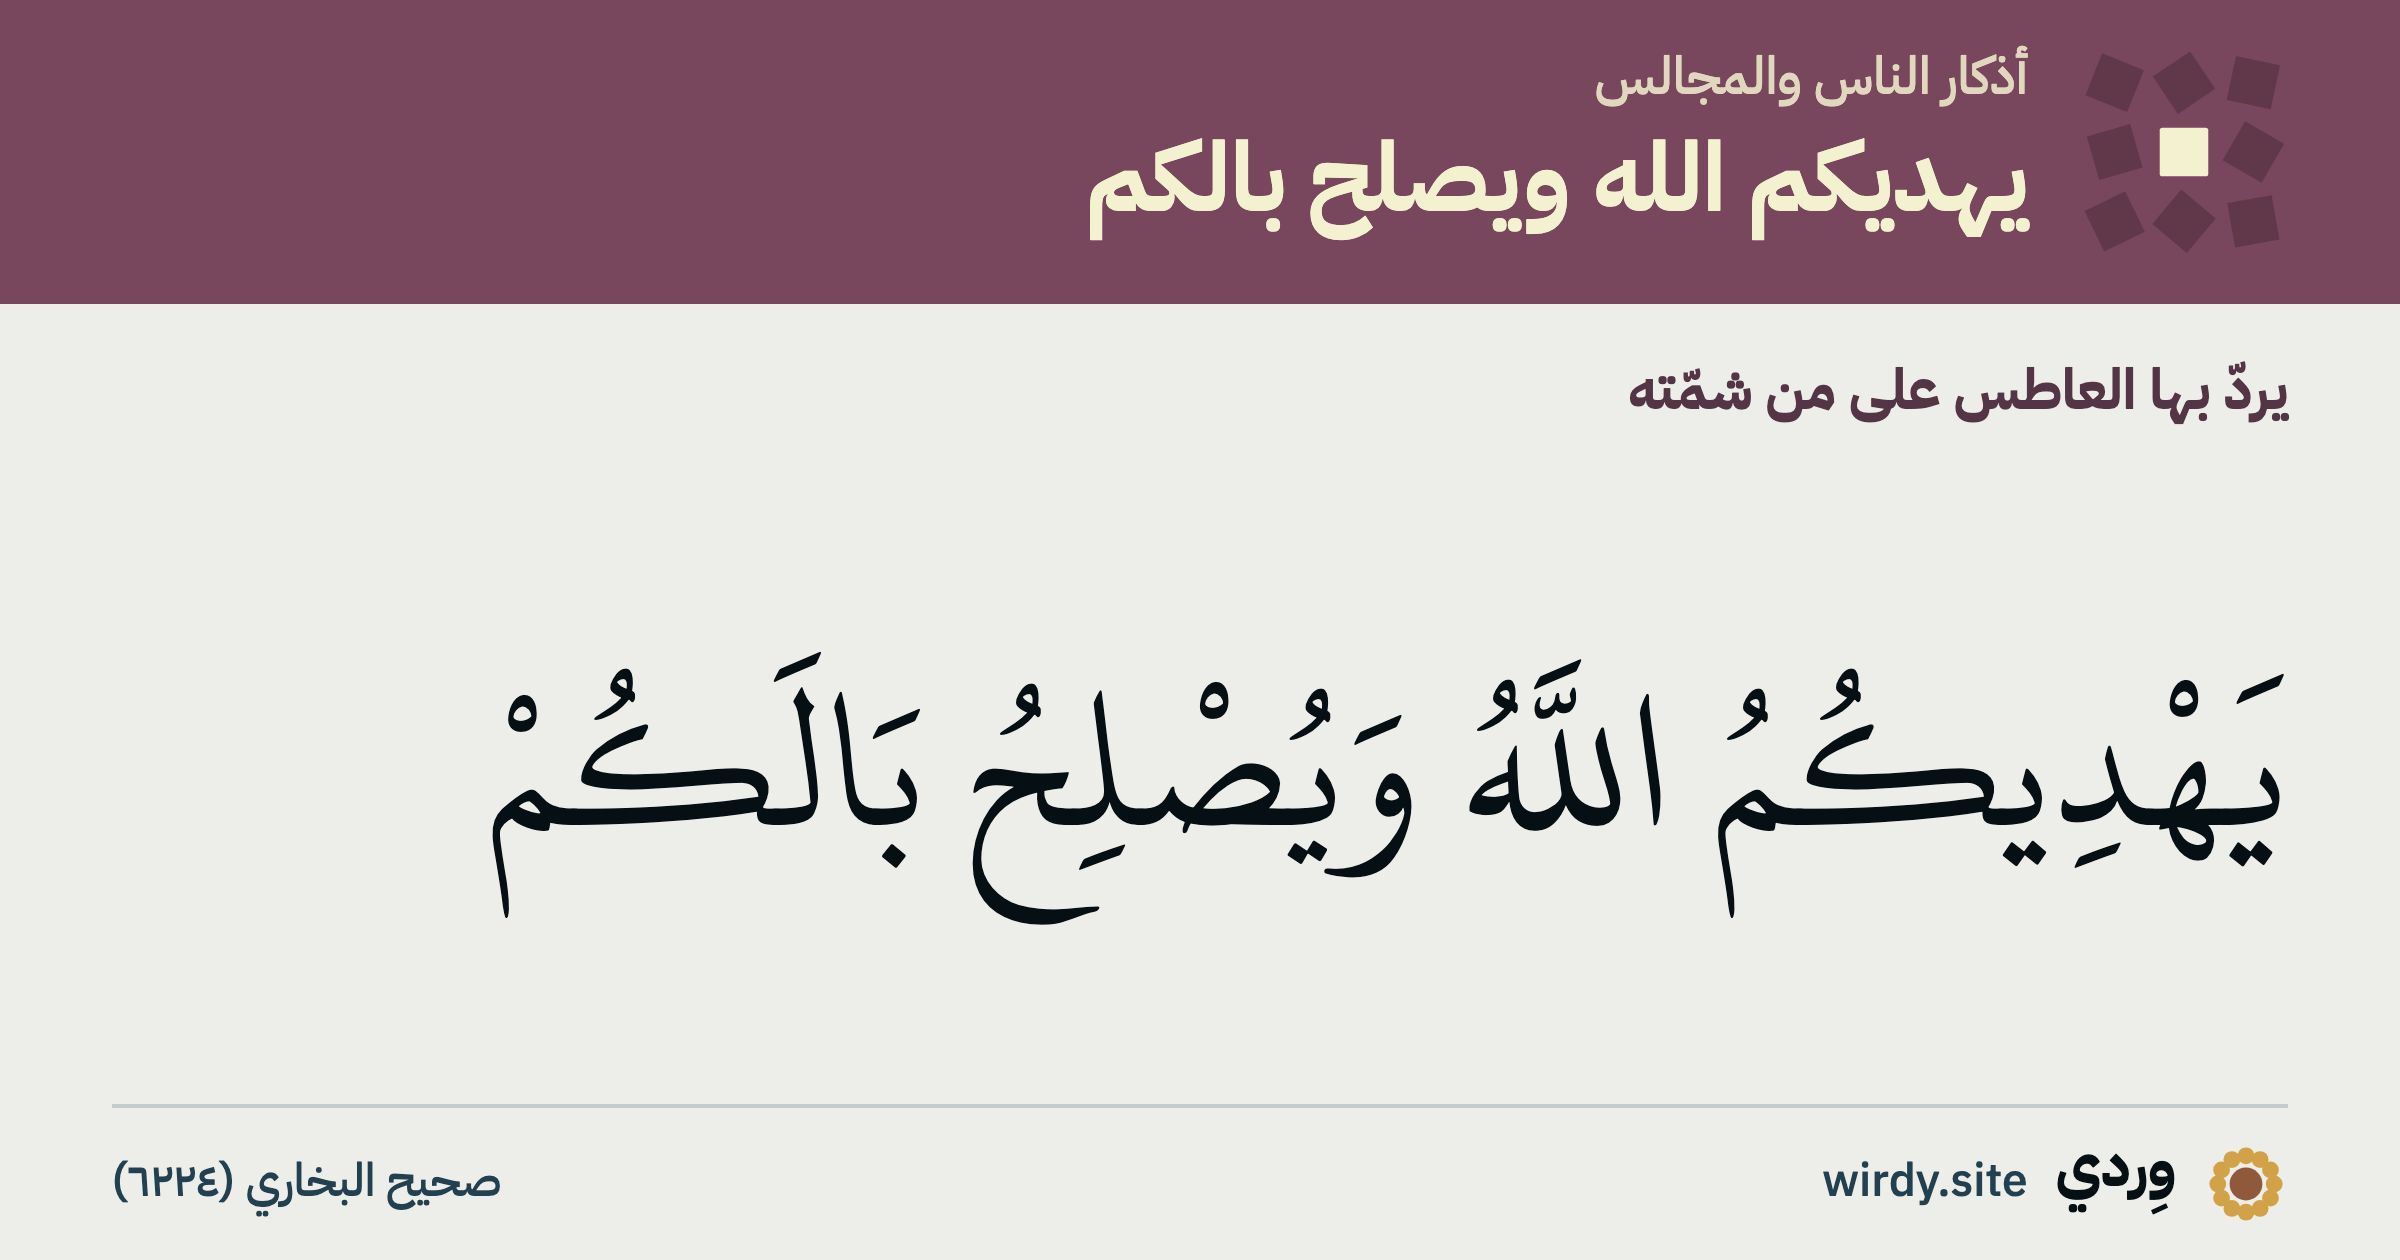 أذكار الناس والمجالس
يهديكم الله ويصلح بالكم
يردّ بها العاطس على من شمّته
يَهْدِيكُمُ اللَّهُ وَيُصْلِحُ بَالَكُمْ
وِردي wirdy.site
صحيح البخاري (٦٢٢٤)